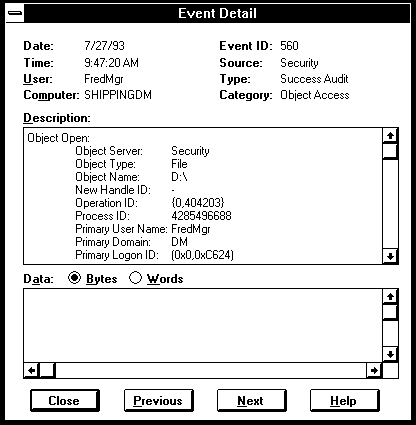 Event Detail
Date: 7/27/93 Event ID: 560
Time: 9:47:20 AM Source: Security
User: FredMgr Type: Success Audit
Computer: SHIPPINGDM Category: Object Access
Description:
Object Open:
Object Server: Security
Object Type: File
Object Name: D:\
New Handle ID: -
Operation ID: {0,404203}
Process ID: 4285496688
Primary User Name: FredMgr
Primary Domain: DM
Primary Logon ID: (0x0,0xC624)
Data: Bytes Words
Close Previous Next Help